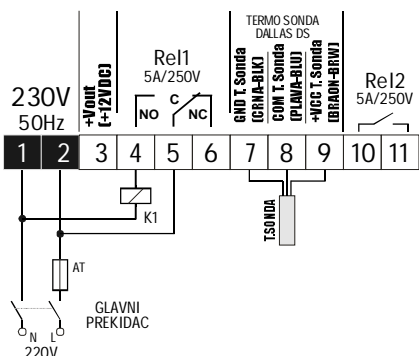 TERMO SONDA
DALLAS DS
Rel1
5A/250V
Rel2
5A/250V
230V
50Hz
+Vout
(+12VDC)
NO
C
NC
GND T. Sonda
(CRNA-BLK)
COM T. Sonda
(PLAVA-BLU)
+VCC T. Sonda
(BRAON-BRW)
1 2 3 4 5 6 7 8 9 10 11
K1
T.SONDA
AT
GLAVNI
PREKIDAC
N L
220V